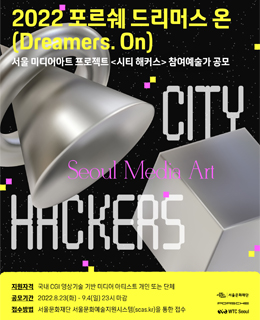 2022 포르쉐 드리머스 온
(Dreamers. On)
서울 미디어아트 프로젝트 <시티 해커스> 참여예술가 공모
CITY
Seoul Media Art
HACKERS
지원자격 국내 CGI 영상기술 기반 미디어 아티스트 개인 또는 단체
공모기간 2022.8.23(화) - 9.4(일) 23시 마감
접수방법 서울문화재단 서울문화예술지원시스템(scas.kr)을 통한 접수
서울문화재단
PORSCHE
WTC Seoul